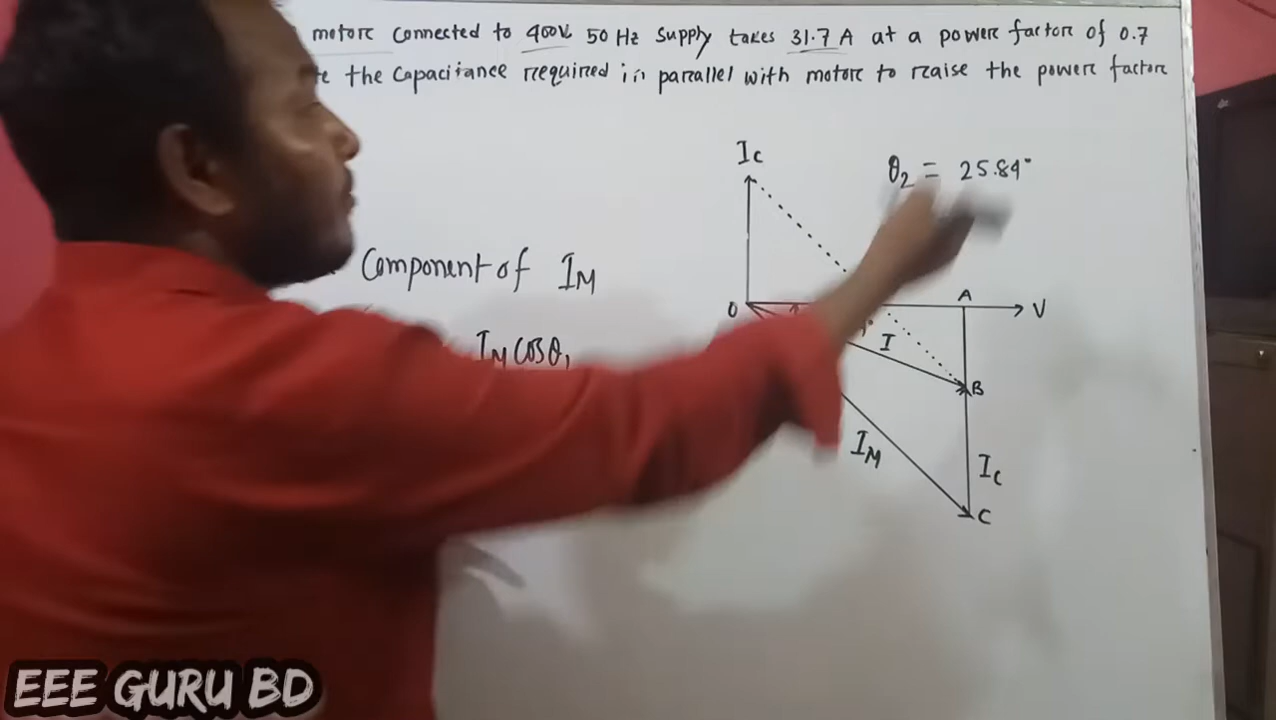 motor connected to 400V 50 Hz supply takes 31.7 A at a power factor of 0.7
the capacitance required in parallel with motor to raise the power factor
Ic
θ2 = 25.84°
Component of IM
O
A
V
IM Cosθ1
I
B
IM
Ic
C
EEE GURU BD